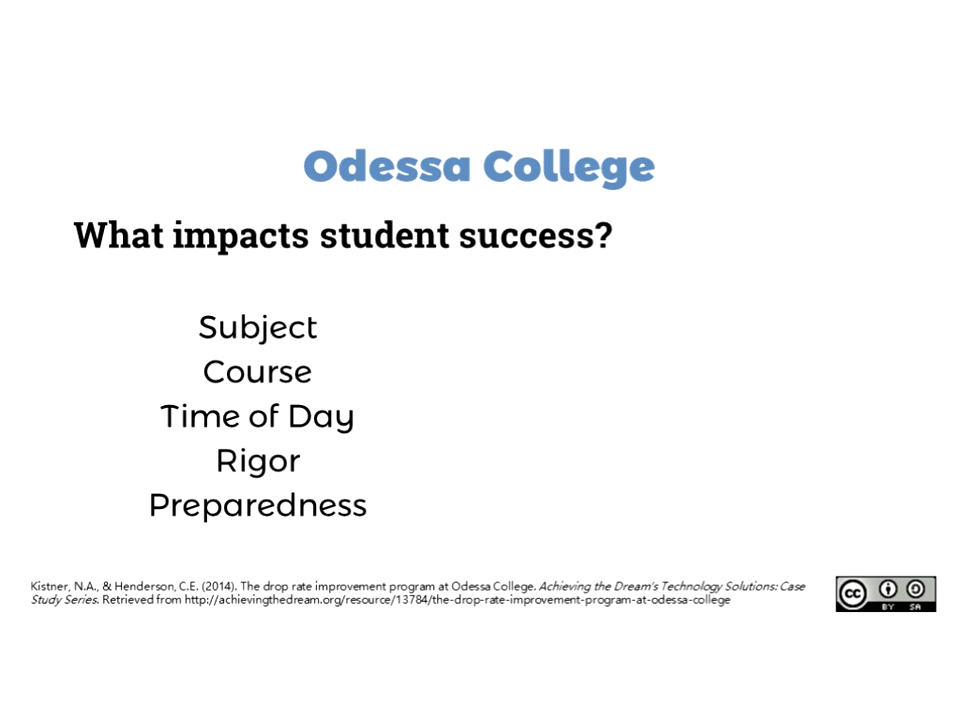 Odessa College
What impacts student success?
Subject
Course
Time of Day
Rigor
Preparedness
Kistner, N.A., & Henderson, C.E. (2014). The drop rate improvement program at Odessa College. Achieving the Dream's Technology Solutions: Case
Study Series. Retrieved from http://achievingthedream.org/resource/13784/the-drop-rate-improvement-program-at-odessa-college
cc
BY SA